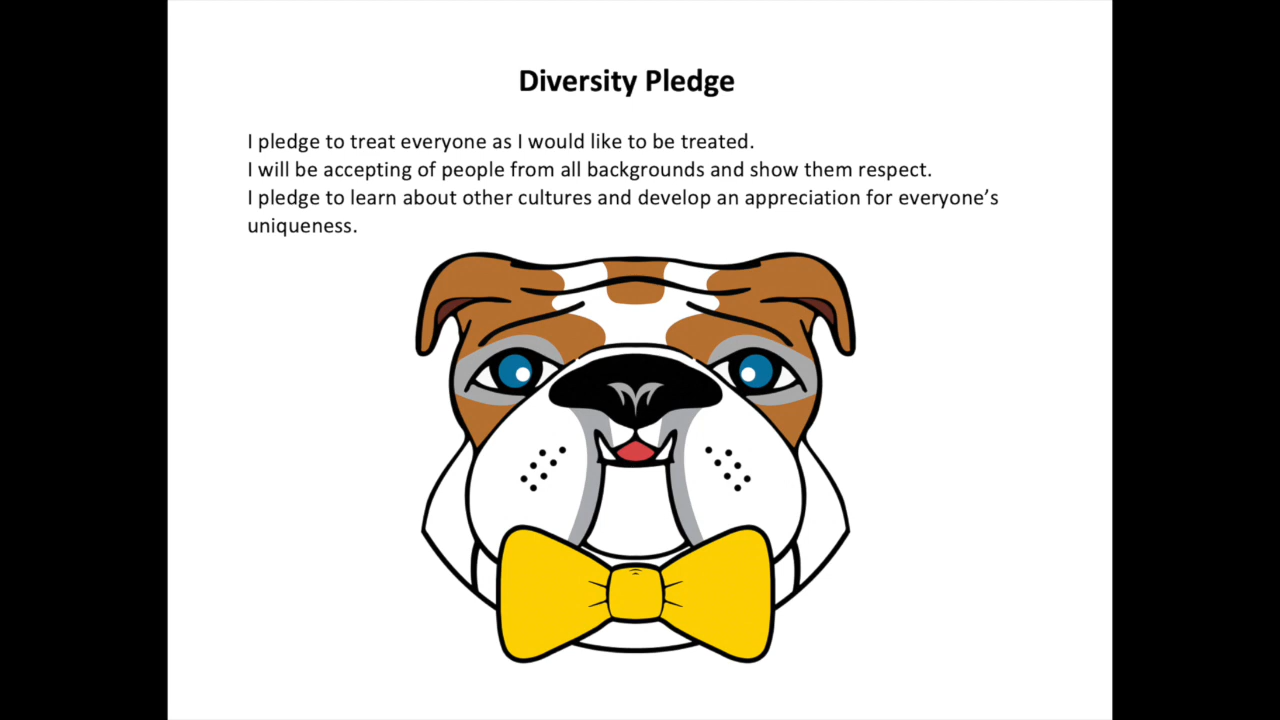 Diversity Pledge
I pledge to treat everyone as I would like to be treated.
I will be accepting of people from all backgrounds and show them respect.
I pledge to learn about other cultures and develop an appreciation for everyone’s
uniqueness.